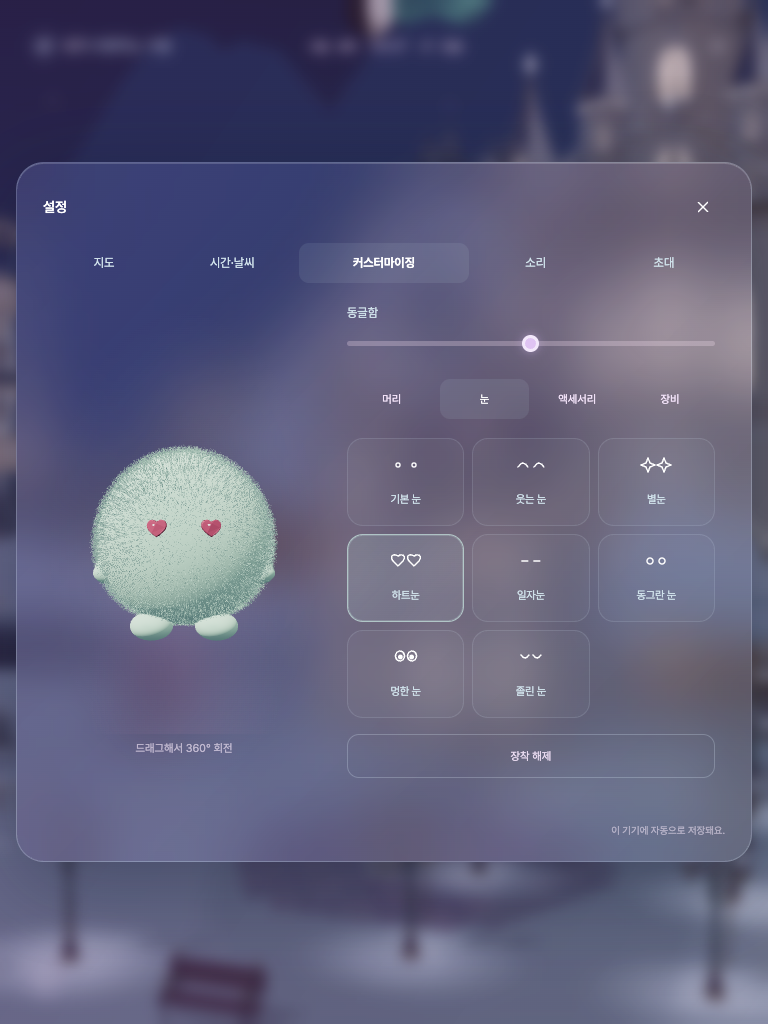 설정
지도
시간·날씨
커스터마이징
소리
초대
동글함
머리
눈
액세서리
장비
기본 눈
웃는 눈
별눈
하트눈
일자눈
동그란 눈
멍한 눈
졸린 눈
드래그해서 360° 회전
장착 해제
이 기기에 자동으로 저장돼요.